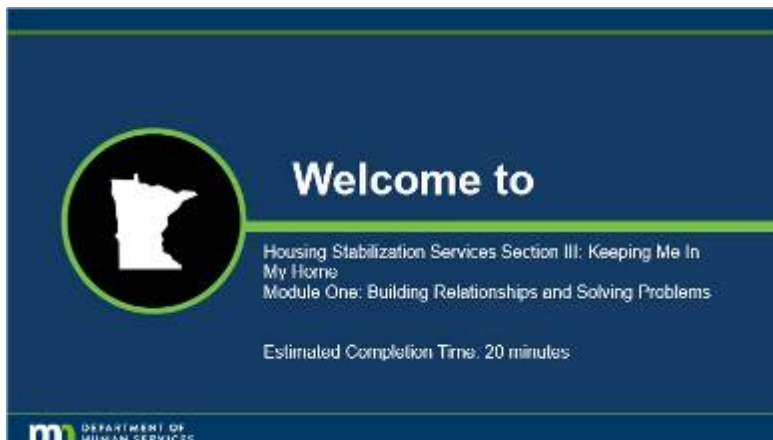 Welcome to
Housing Stabilization Services Section III: Keeping Me In
My Home
Module One: Building Relationships and Solving Problems
Estimated Completion Time: 20 minutes
mn DEPARTMENT OF
HUMAN SERVICES